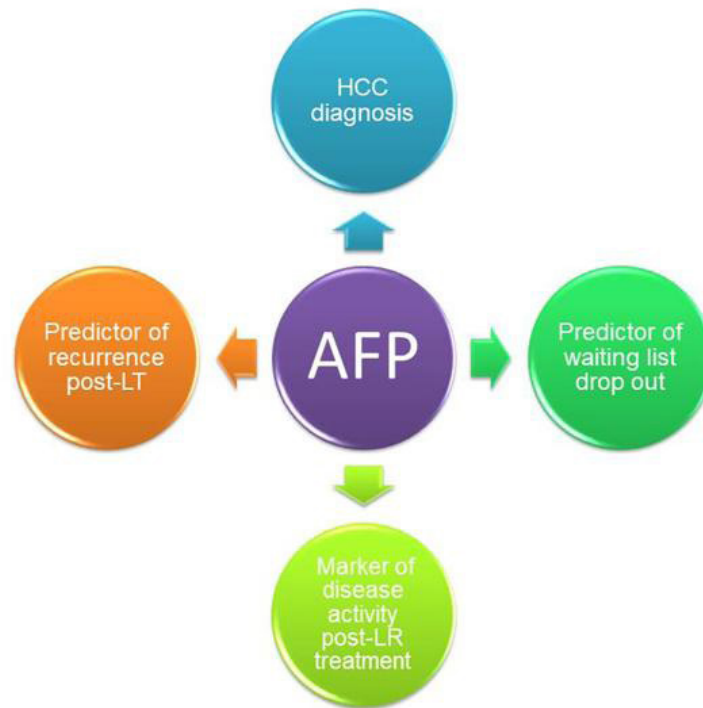 HCC
diagnosis
Predictor of
recurrence
post-LT
AFP
Predictor of
waiting list
drop out
Marker of
disease
activity
post-LR
treatment